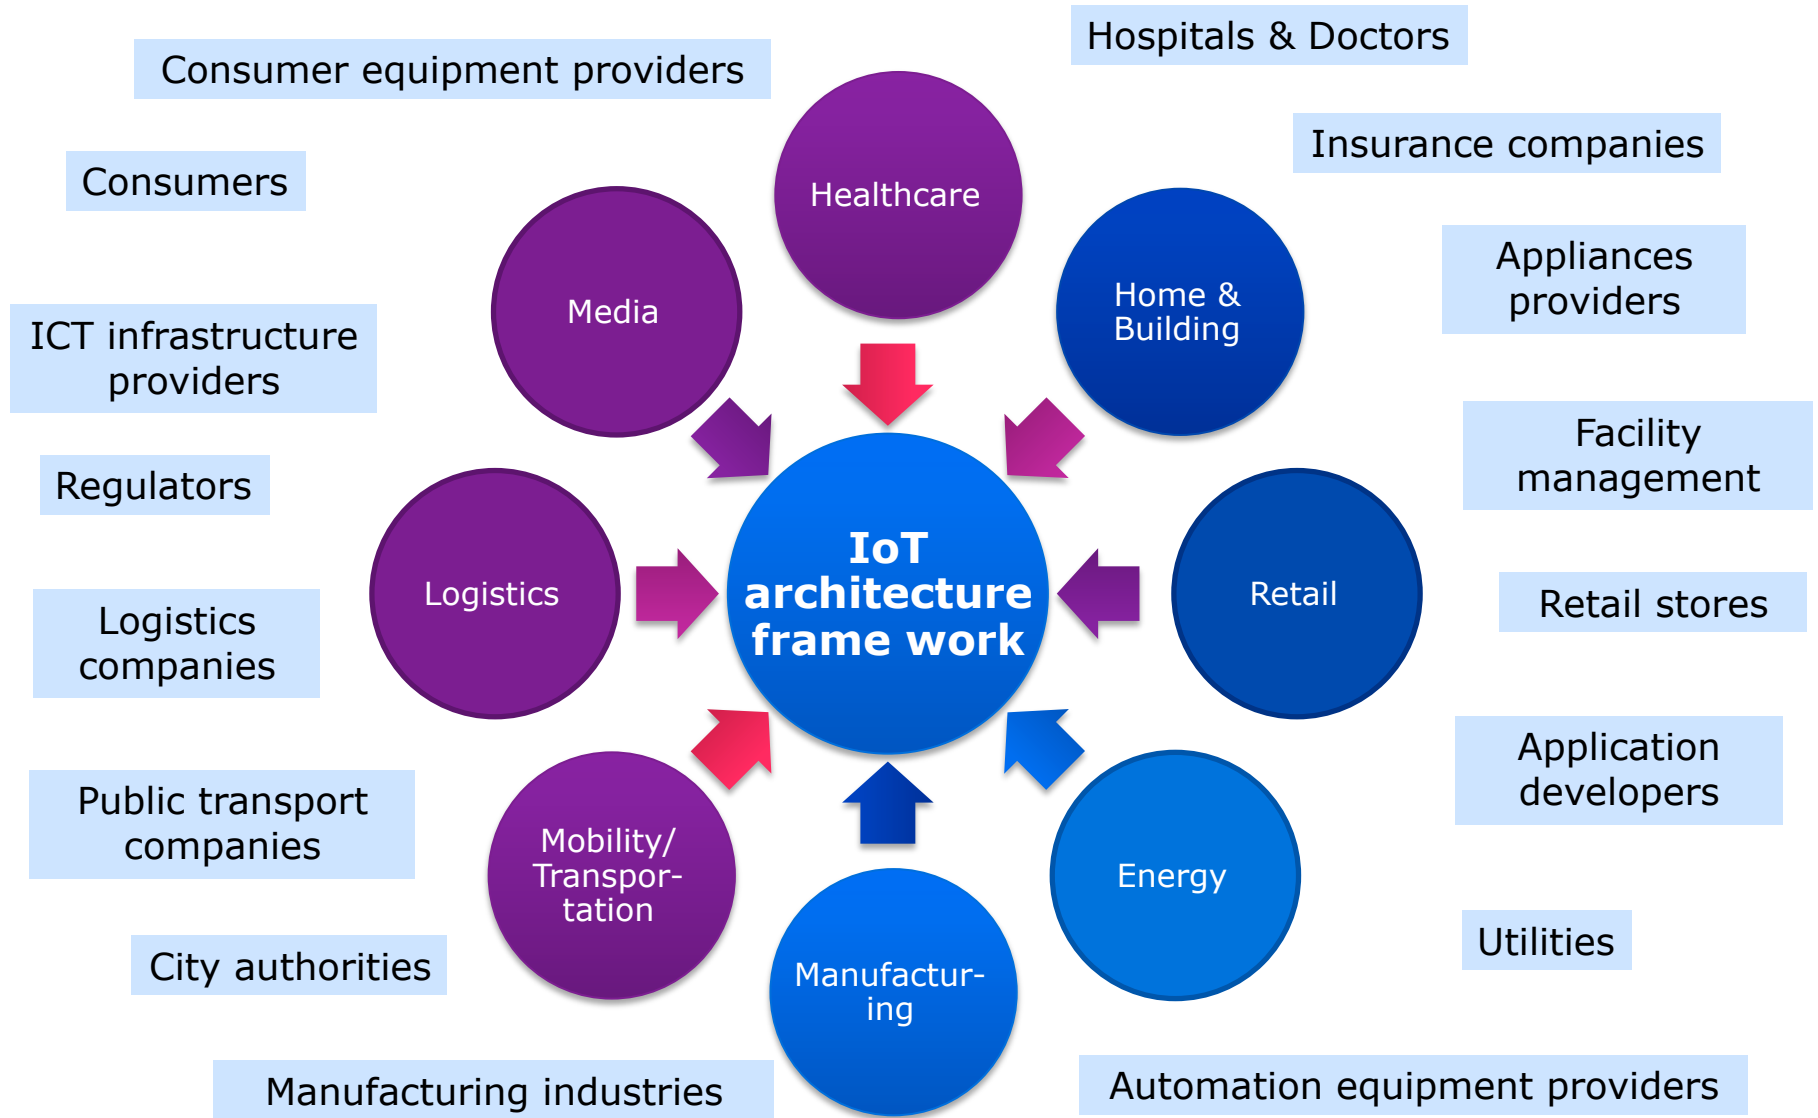 Hospitals & Doctors
Consumer equipment providers
Insurance companies
Consumers
Healthcare
Appliances
providers
Media
Home &
Building
ICT infrastructure
providers
Facility
management
Regulators
IoT
architecture
frame work
Logistics
Retail
Retail stores
Logistics
companies
Application
developers
Public transport
companies
Mobility/
Transpor-
tation
Energy
Utilities
City authorities
Manufactur-
ing
Manufacturing industries
Automation equipment providers